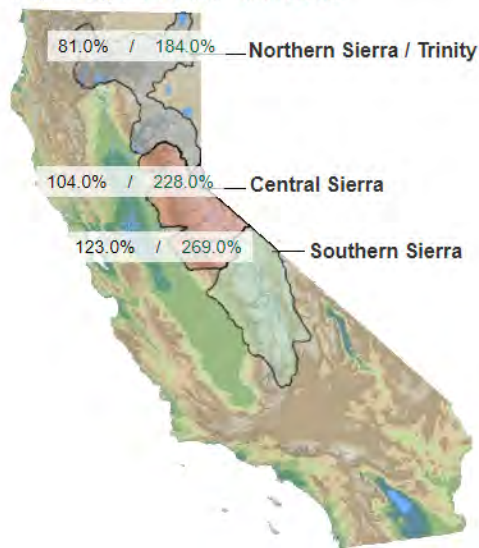 81.0% / 184.0% Northern Sierra / Trinity
104.0% / 228.0% Central Sierra
123.0% / 269.0% Southern Sierra